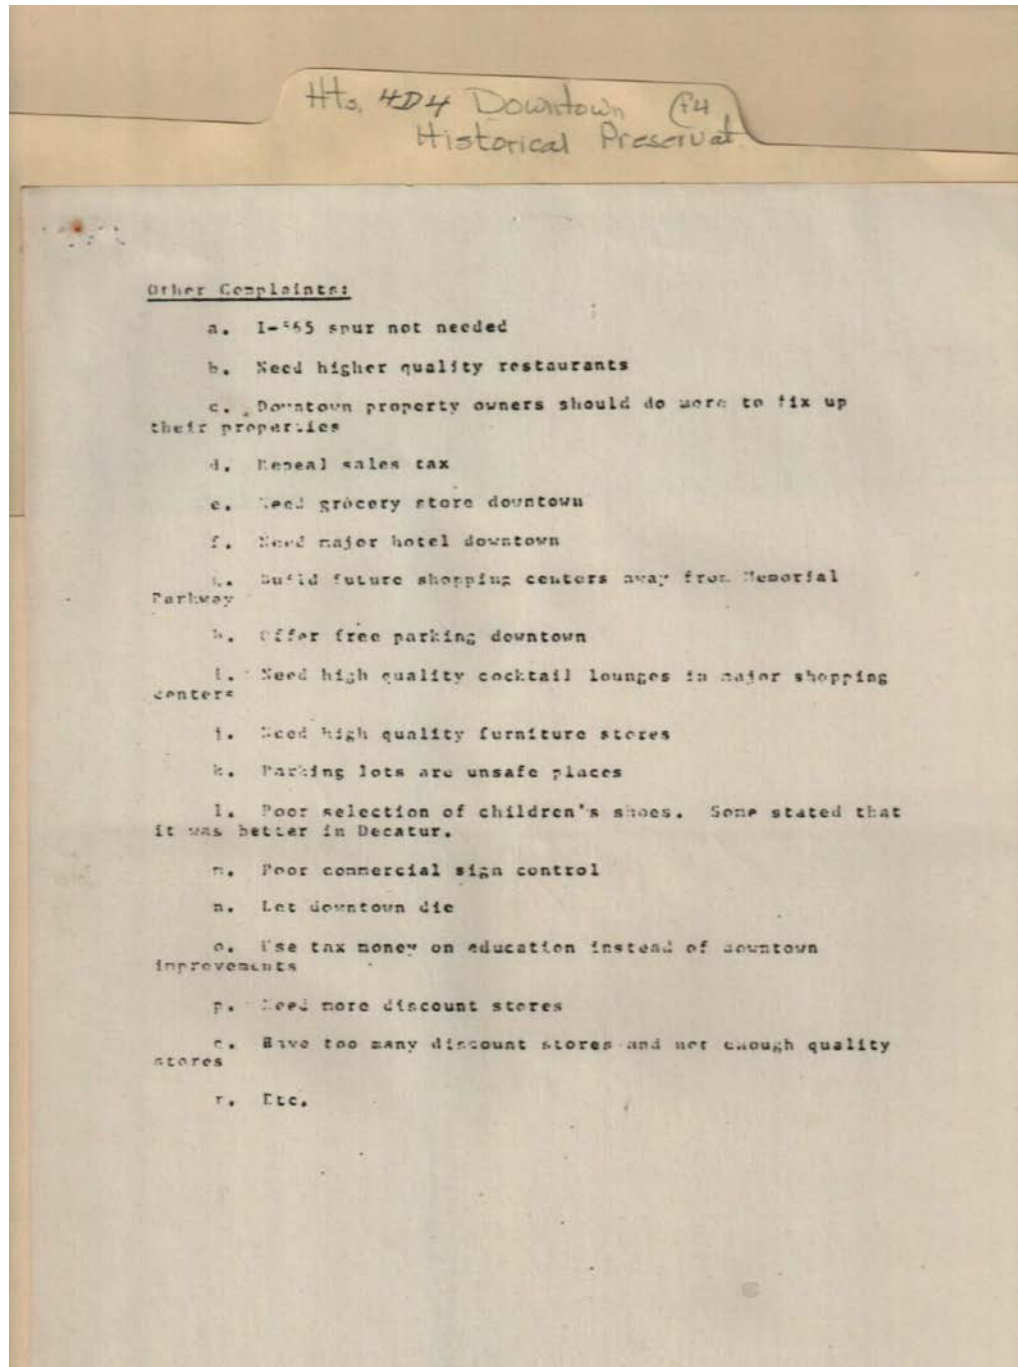 Hts. 4D4 Downtown (F4
Historical Preservat
Other Complaints:
a. I-565 spur not needed
b. Need higher quality restaurants
c. Downtown property owners should do more to fix up
their properties
d. Repeal sales tax
e. Need grocery store downtown
f. Need major hotel downtown
g. Build future shopping centers away from Memorial
Parkway
h. Offer free parking downtown
i. Need high quality cocktail lounges in major shopping
centers
j. Need high quality furniture stores
k. Parking lots are unsafe places
l. Poor selection of children's shoes. Some stated that
it was better in Decatur.
m. Poor commercial sign control
n. Let downtown die
o. Use tax money on education instead of downtown
improvements
p. Need more discount stores
q. Have too many discount stores and not enough quality
stores
r. Etc.